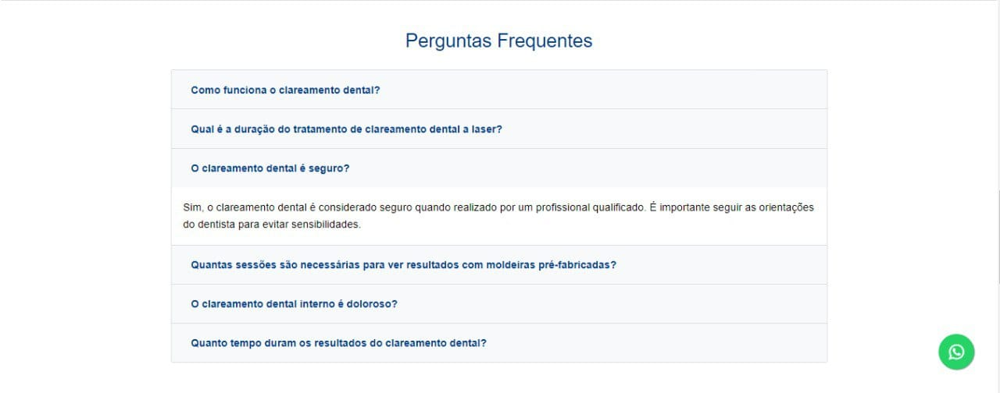 Perguntas Frequentes
Como funciona o clareamento dental?
Qual é a duração do tratamento de clareamento dental a laser?
O clareamento dental é seguro?
Sim, o clareamento dental é considerado seguro quando realizado por um profissional qualificado. É importante seguir as orientações
do dentista para evitar sensibilidades.
Quantas sessões são necessárias para ver resultados com moldeiras pré-fabricadas?
O clareamento dental interno é doloroso?
Quanto tempo duram os resultados do clareamento dental?